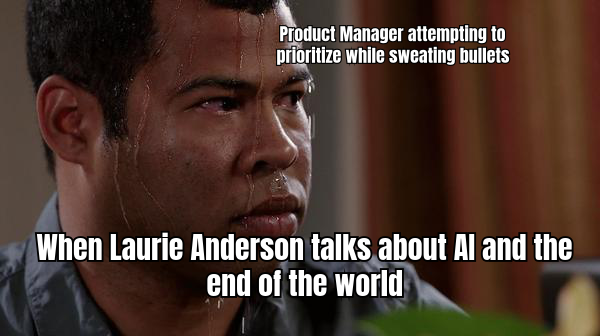 Product Manager attempting to
prioritize while sweating bullets
When Laurie Anderson talks about AI and the
end of the world